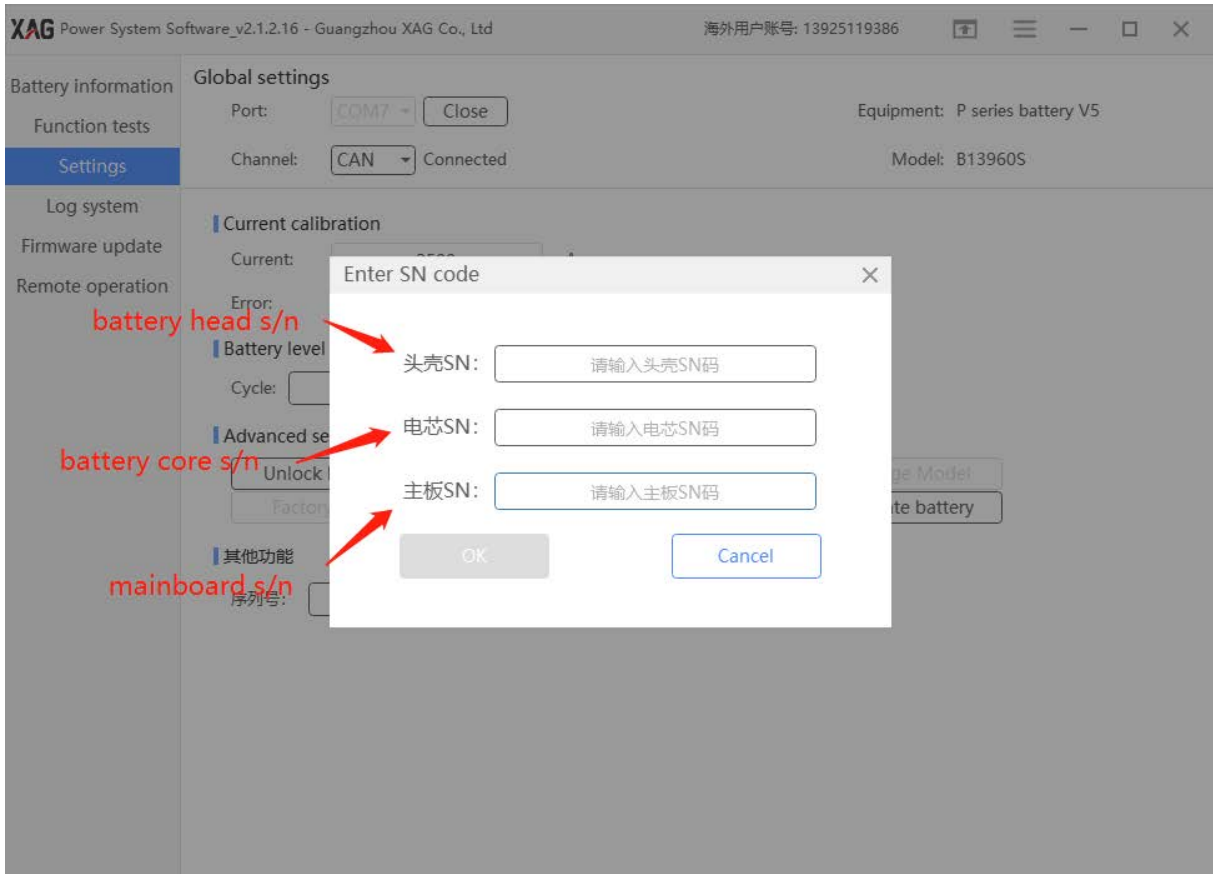 XAG Power System Software_v2.1.2.16 - Guangzhou XAG Co., Ltd 海外用户账号: 13925119386
Battery information
Function tests
Settings
Log system
Firmware update
Remote operation
Global settings
Port: COM7 Close Equipment: P series battery V5
Channel: CAN Connected Model: B13960S
Current calibration
Current:
Error:
Battery level
Cycle:
Advanced se
Unlock
Factor
ge Model
te battery
其他功能
序列号:
Enter SN code
头壳SN: 请输入头壳SN码
电芯SN: 请输入电芯SN码
主板SN: 请输入主板SN码
OK Cancel
battery head s/n
battery core s/n
mainboard s/n